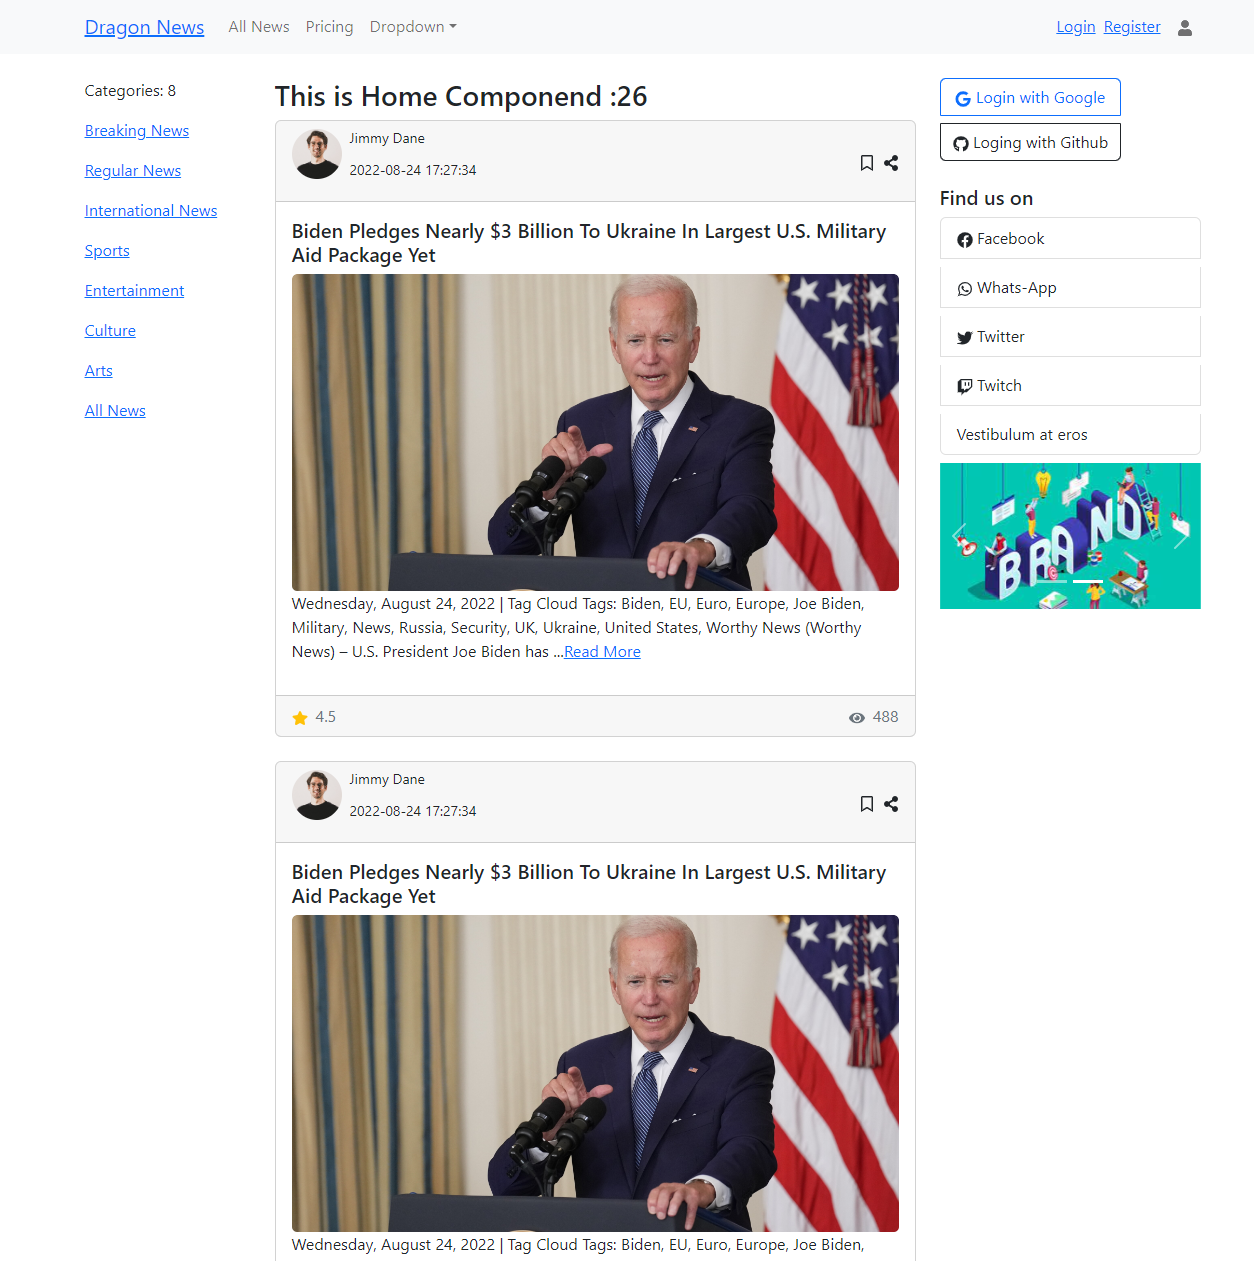 Dragon News All News Pricing Dropdown Login Register
Categories: 8
Breaking News
Regular News
International News
Sports
Entertainment
Culture
Arts
All News
This is Home Componend :26
Jimmy Dane
2022-08-24 17:27:34
Biden Pledges Nearly $3 Billion To Ukraine In Largest U.S. Military
Aid Package Yet
Wednesday, August 24, 2022 | Tag Cloud Tags: Biden, EU, Euro, Europe, Joe Biden,
Military, News, Russia, Security, UK, Ukraine, United States, Worthy News (Worthy
News) – U.S. President Joe Biden has ...Read More
4.5 488
Jimmy Dane
2022-08-24 17:27:34
Biden Pledges Nearly $3 Billion To Ukraine In Largest U.S. Military
Aid Package Yet
Wednesday, August 24, 2022 | Tag Cloud Tags: Biden, EU, Euro, Europe, Joe Biden,
Login with Google
Loging with Github
Find us on
Facebook
Whats-App
Twitter
Twitch
Vestibulum at eros
BRAND